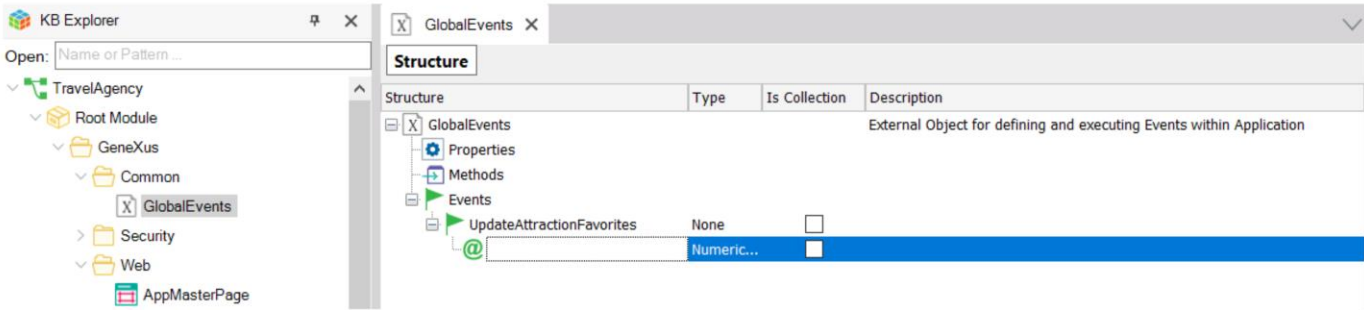 KB Explorer
Open: Name or Pattern ...
TravelAgency
Root Module
GeneXus
Common
GlobalEvents
Security
Web
AppMasterPage
GlobalEvents
Structure
Structure Type Is Collection Description
GlobalEvents External Object for defining and executing Events within Application
Properties
Methods
Events
UpdateAttractionFavorites None
@ Numeric...